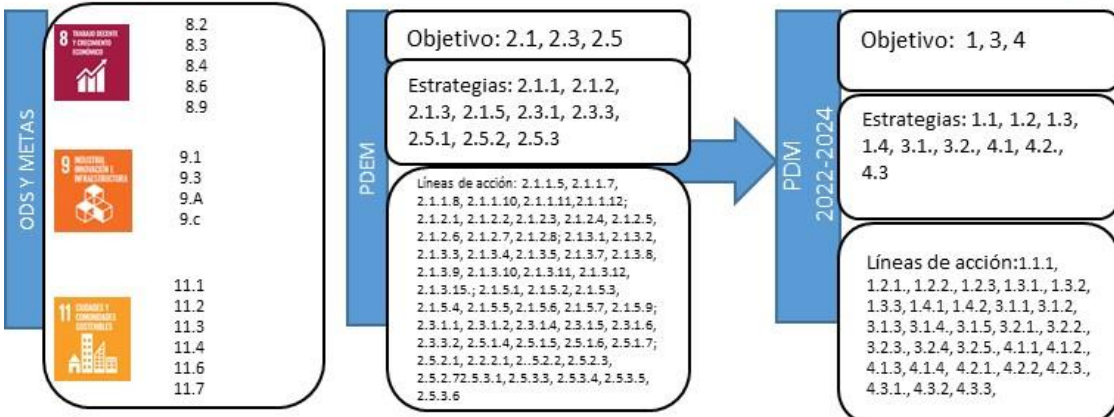 ODS Y METAS
8 TRABAJO DECENTE
Y CRECIMIENTO
ECONÓMICO
8.2
8.3
8.4
8.6
8.9
9 INDUSTRIA,
INNOVACIÓN E
INFRAESTRUCTURA
9.1
9.3
9.A
9.c
11 CIUDADES Y
COMUNIDADES
SOSTENIBLES
11.1
11.2
11.3
11.4
11.6
11.7
PDEM
Objetivo: 2.1, 2.3, 2.5
Estrategias: 2.1.1, 2.1.2,
2.1.3, 2.1.5, 2.3.1, 2.3.3,
2.5.1, 2.5.2, 2.5.3
Líneas de acción: 2.1.1.5, 2.1.1.7,
2.1.1.8, 2.1.1.10, 2.1.1.11,2.1.1.12;
2.1.2.1, 2.1.2.2, 2.1.2.3, 2.1.2.4, 2.1.2.5,
2.1.2.6, 2.1.2.7, 2.1.2.8; 2.1.3.1, 2.1.3.2,
2.1.3.3, 2.1.3.4, 2.1.3.5, 2.1.3.7, 2.1.3.8,
2.1.3.9, 2.1.3.10, 2.1.3.11, 2.1.3.12,
2.1.3.15.; 2.1.5.1, 2.1.5.2, 2.1.5.3,
2.1.5.4, 2.1.5.5, 2.1.5.6, 2.1.5.7, 2.1.5.9;
2.3.1.1, 2.3.1.2, 2.3.1.4, 2.3.1.5, 2.3.1.6,
2.3.3.2, 2.5.1.4, 2.5.1.5, 2.5.1.6, 2.5.1.7;
2.5.2.1, 2.2.2.1, 2..5.2.2, 2.5.2.3,
2.5.2.72.5.3.1, 2.5.3.3, 2.5.3.4, 2.5.3.5,
2.5.3.6
PDM
2022-2024
Objetivo: 1, 3, 4
Estrategias: 1.1, 1.2, 1.3,
1.4, 3.1., 3.2., 4.1, 4.2.,
4.3
Líneas de acción:1.1.1,
1.2.1., 1.2.2., 1.2.3, 1.3.1., 1.3.2,
1.3.3, 1.4.1, 1.4.2, 3.1.1, 3.1.2,
3.1.3, 3.1.4., 3.1.5, 3.2.1., 3.2.2.,
3.2.3., 3.2.4, 3.2.5., 4.1.1, 4.1.2.,
4.1.3, 4.1.4, 4.2.1., 4.2.2, 4.2.3.,
4.3.1., 4.3.2, 4.3.3,